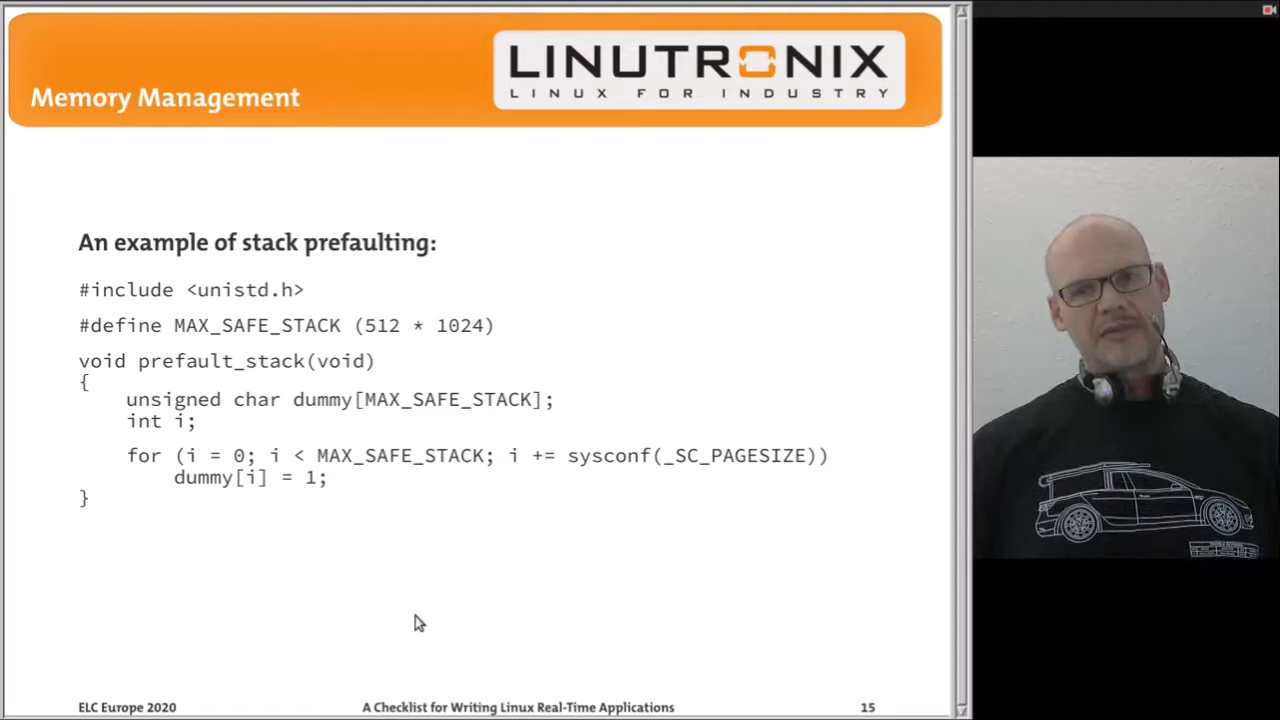 Memory Management
LINUTRONIX
LINUX FOR INDUSTRY
An example of stack prefaulting:
#include <unistd.h>
#define MAX_SAFE_STACK (512 * 1024)
void prefault_stack(void)
{
    unsigned char dummy[MAX_SAFE_STACK];
    int i;
    for (i = 0; i < MAX_SAFE_STACK; i += sysconf(_SC_PAGESIZE))
        dummy[i] = 1;
}
ELC Europe 2020
A Checklist for Writing Linux Real-Time Applications
15